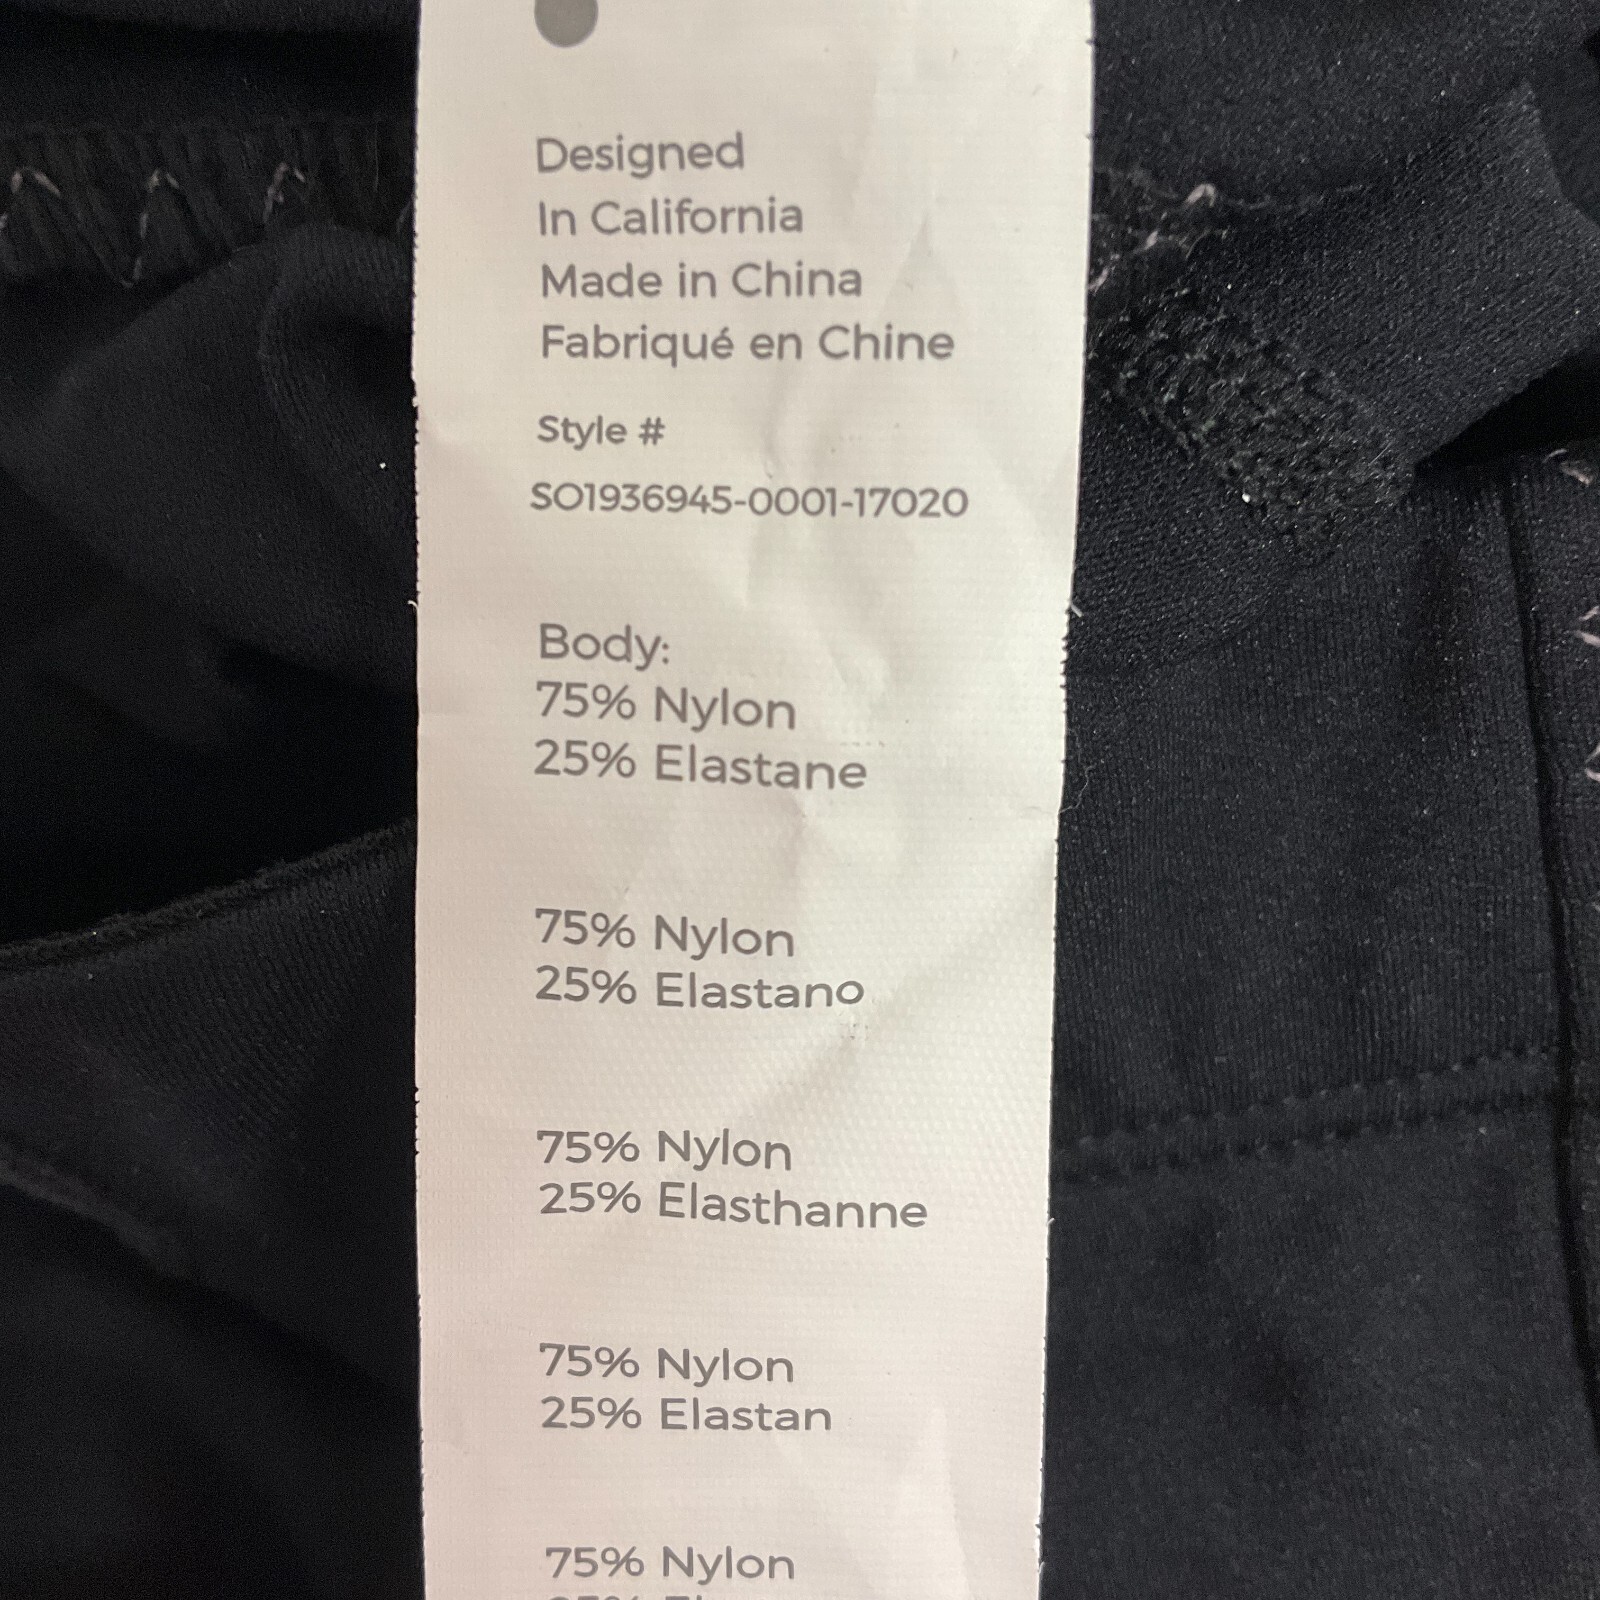 Designed
In California
Made in China
Fabriqué en Chine
Style #
SO1936945-0001-17020
Body:
75% Nylon
25% Elastane
75% Nylon
25% Elastano
75% Nylon
25% Elasthanne
75% Nylon
25% Elastan
75% Nylon